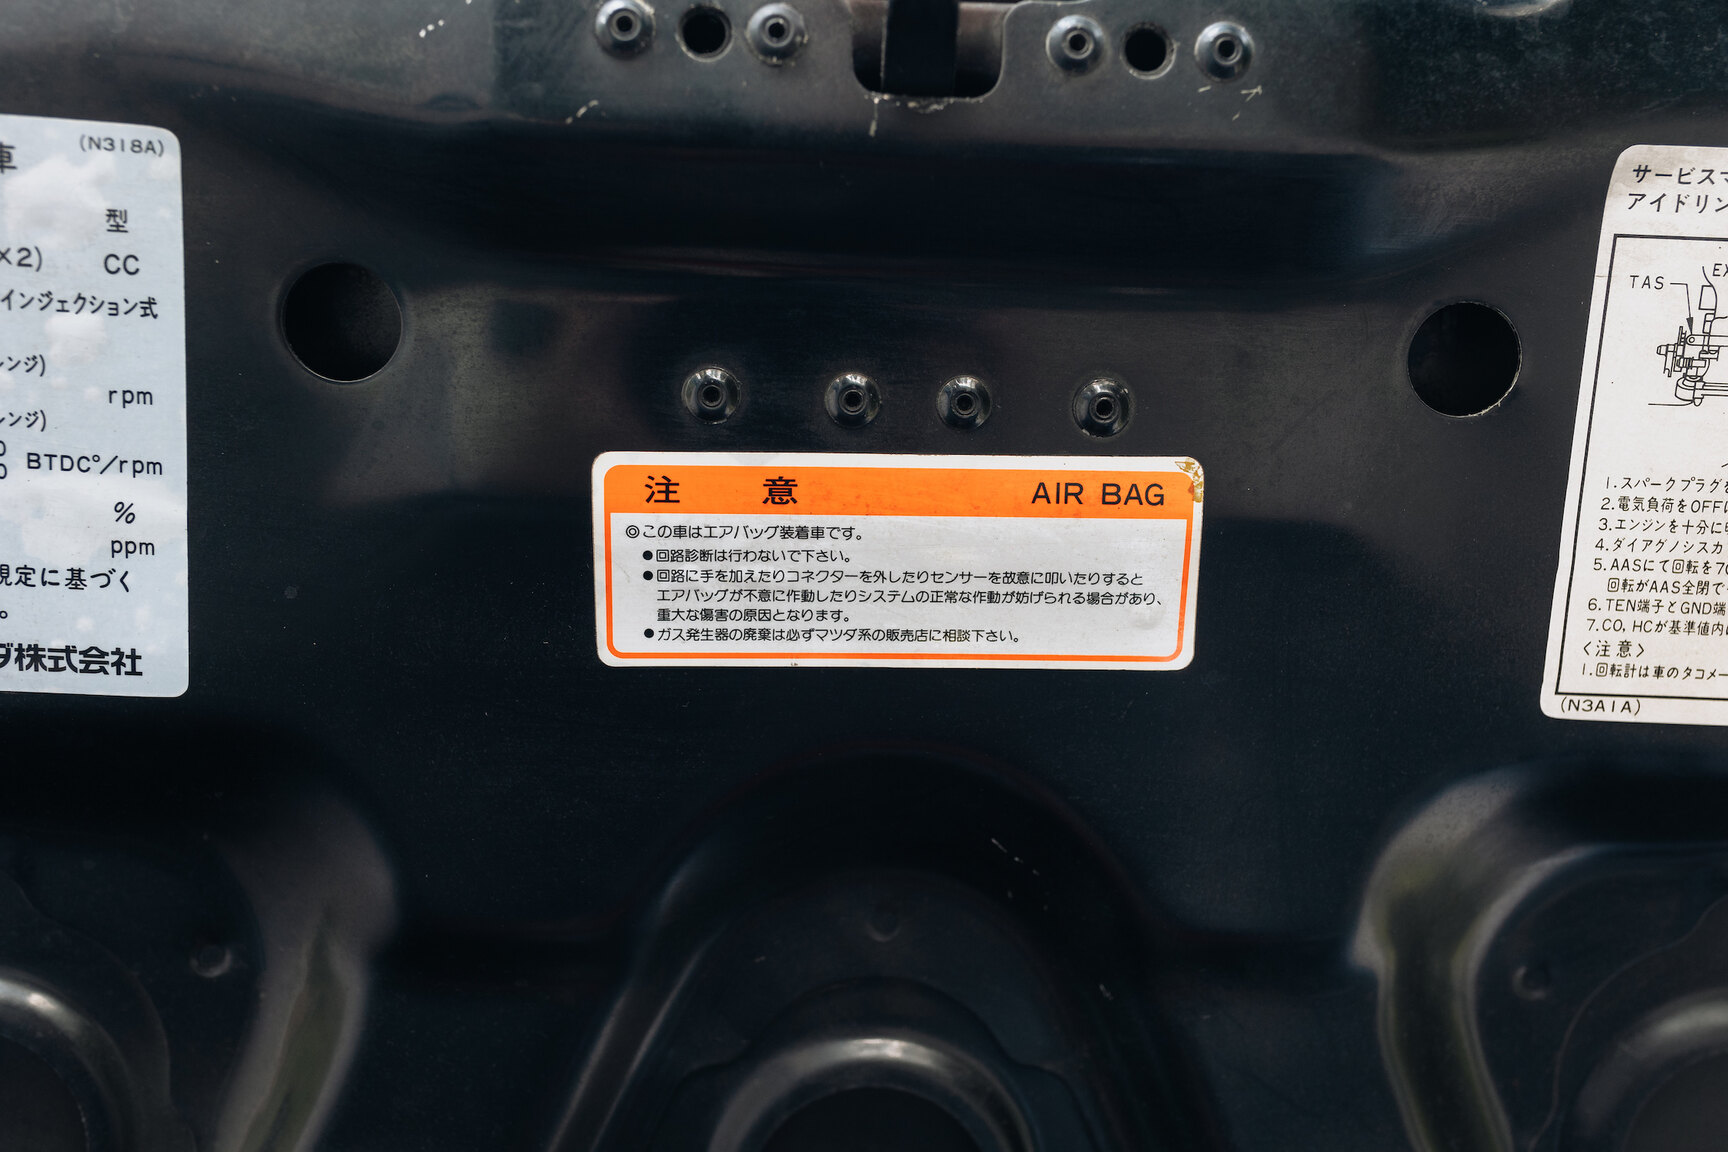 車 (N318A)
型
×2) CC
インジェクション式
レンジ)
rpm
レンジ)
0
0 BTDC°/rpm
%
ppm
規定に基づく
。
ダ株式会社
注 意 AIR BAG
◎この車はエアバッグ装着車です。
●回路診断は行わないで下さい。
●回路に手を加えたりコネクターを外したりセンサーを故意に叩いたりすると
エアバッグが不意に作動したりシステムの正常な作動が妨げられる場合があり、
重大な傷害の原因となります。
●ガス発生器の廃棄は必ずマツダ系の販売店に相談下さい。
サービスマ
アイドリン
EX
TAS
1.スパークプラグを
2.電気負荷をOFFに
3.エンジンを十分に
4.ダイアグノシスカ
5.AASにて回転を70
回転がAAS全閉で
6.TEN端子とGND端
7.CO, HCが基準値内
〈注意〉
1.回転計は車のタコメー
(N3A1A)